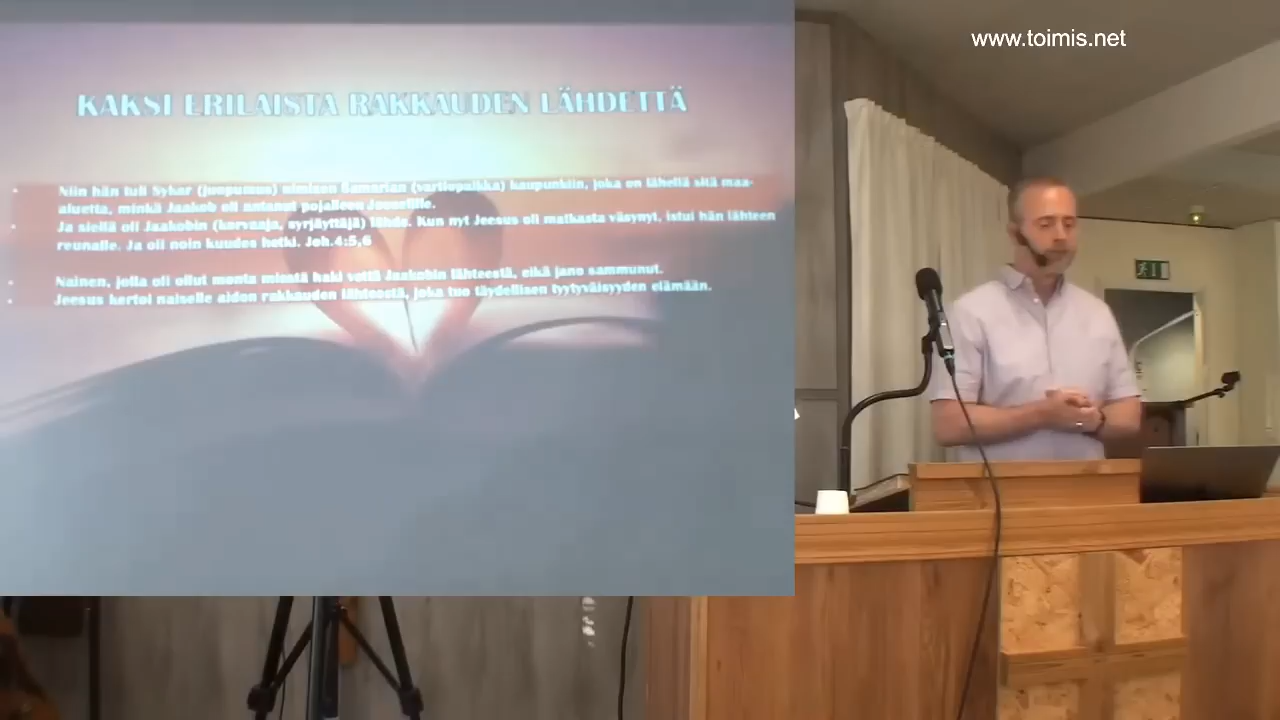 www.toimis.net
KAKSI ERILAISTA RAKKAUDEN LÄHDETTÄ
Niin hän tuli Sykar (juopumus) nimisen Samarian (vartiopaikka) kaupunkiin, joka on lähellä sitä maa-
aluetta, minkä Jaakob oli antanut pojalleen Joosefille.
Ja siellä oli Jaakobin (korvaaja, syrjäyttäjä) lähde. Kun nyt Jeesus oli matkasta väsynyt, istui hän lähteen
reunalle. Ja oli noin kuudes hetki. Joh.4:5,6
Nainen, jolla oli ollut monta miestä haki vettä Jaakobin lähteestä, eikä jano sammunut.
Jeesus kertoi naiselle aidon rakkauden lähteestä, joka tuo täydellisen tyytyväisyyden elämään.